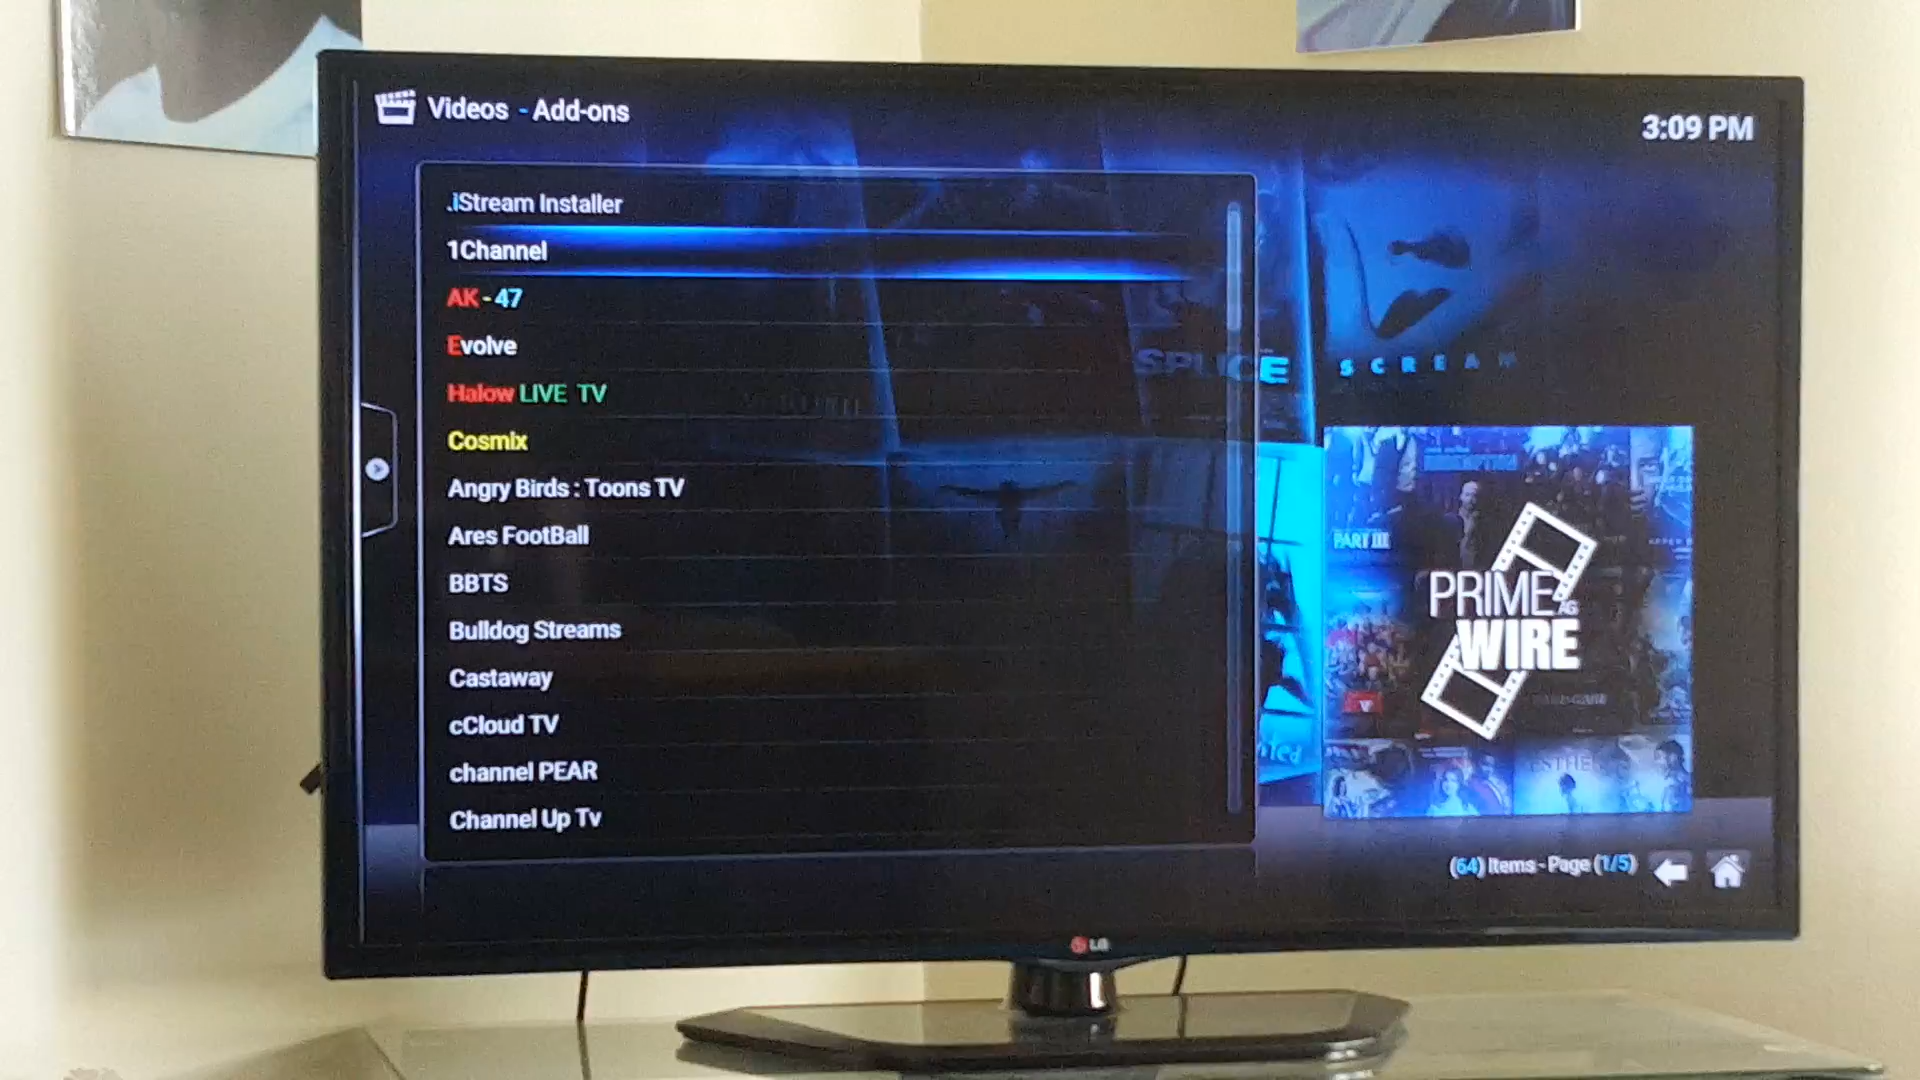 Videos - Add-ons
3:09 PM
.iStream Installer
1Channel
AK - 47
Evolve
Halow LIVE TV
Cosmix
Angry Birds : Toons TV
Ares FootBall
BBTS
Bulldog Streams
Castaway
cCloud TV
channel PEAR
Channel Up Tv
SPLICE
SCREAM
PART III
PRIME
AG
WIRE
ESTHER
(64) Items - Page (1/5)
LG